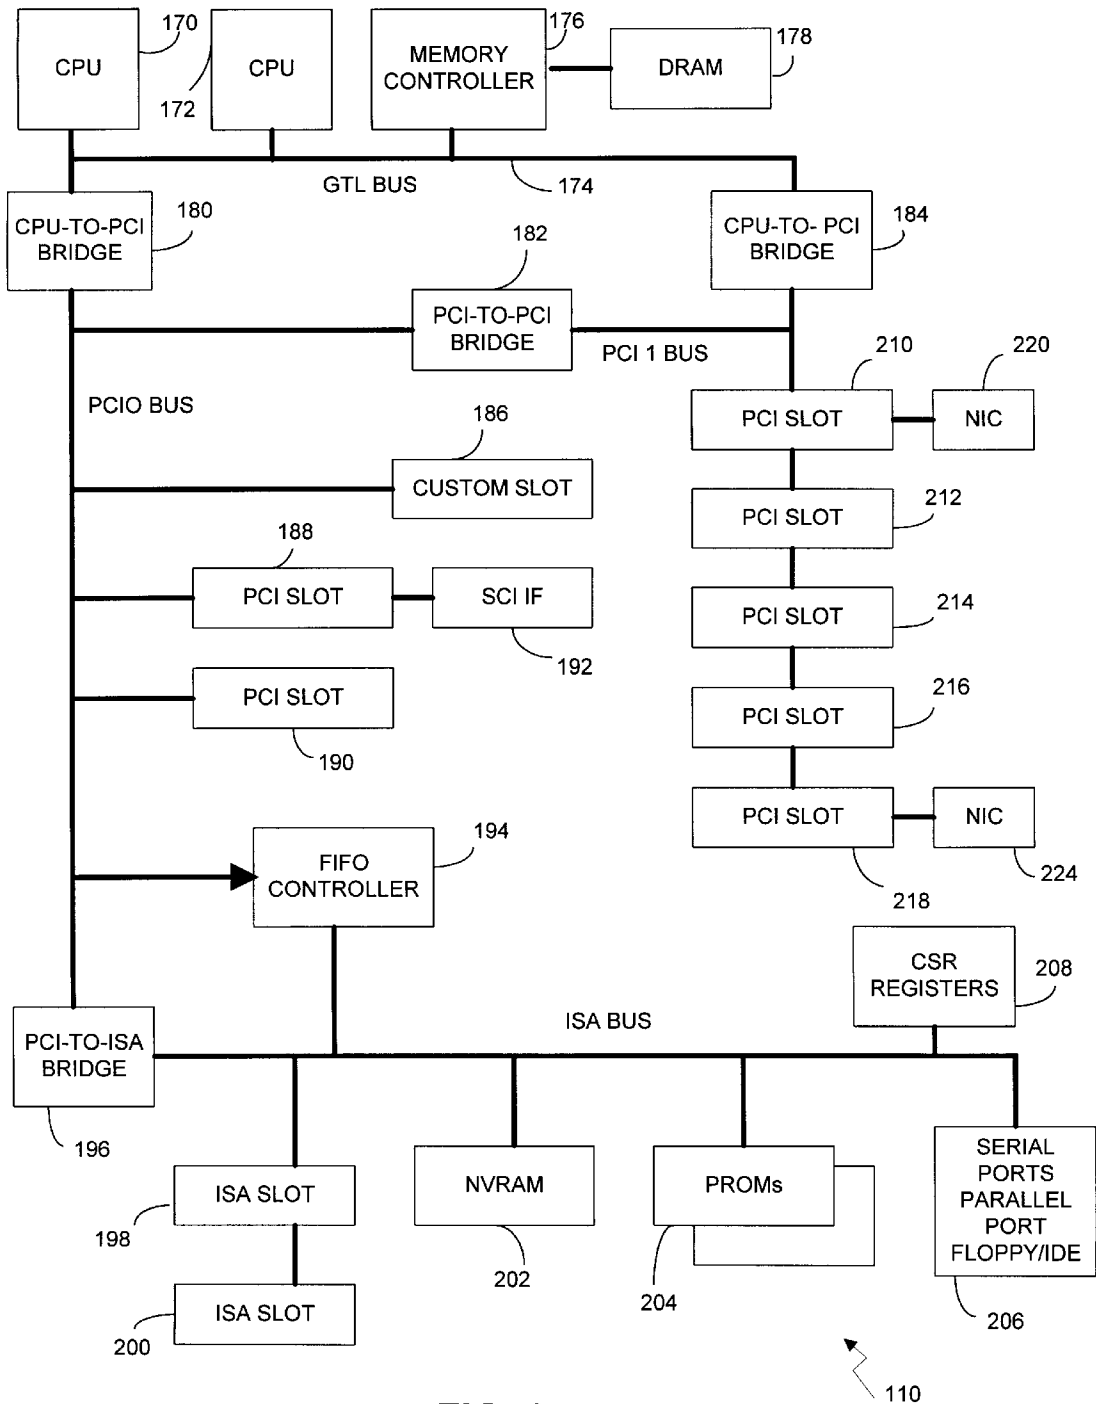 170
CPU
CPU
172
MEMORY
CONTROLLER
176
DRAM
178
GTL BUS
174
CPU-TO-PCI
BRIDGE
180
CPU-TO- PCI
BRIDGE
184
182
PCI-TO-PCI
BRIDGE
PCI 1 BUS
PCIO BUS
210
220
PCI SLOT
NIC
186
CUSTOM SLOT
PCI SLOT
212
188
PCI SLOT
SCI IF
192
PCI SLOT
214
PCI SLOT
190
PCI SLOT
216
PCI SLOT
NIC
218
224
FIFO
CONTROLLER
194
CSR
REGISTERS
208
ISA BUS
PCI-TO-ISA
BRIDGE
196
ISA SLOT
198
ISA SLOT
200
NVRAM
202
PROMs
204
SERIAL
PORTS
PARALLEL
PORT
FLOPPY/IDE
206
110